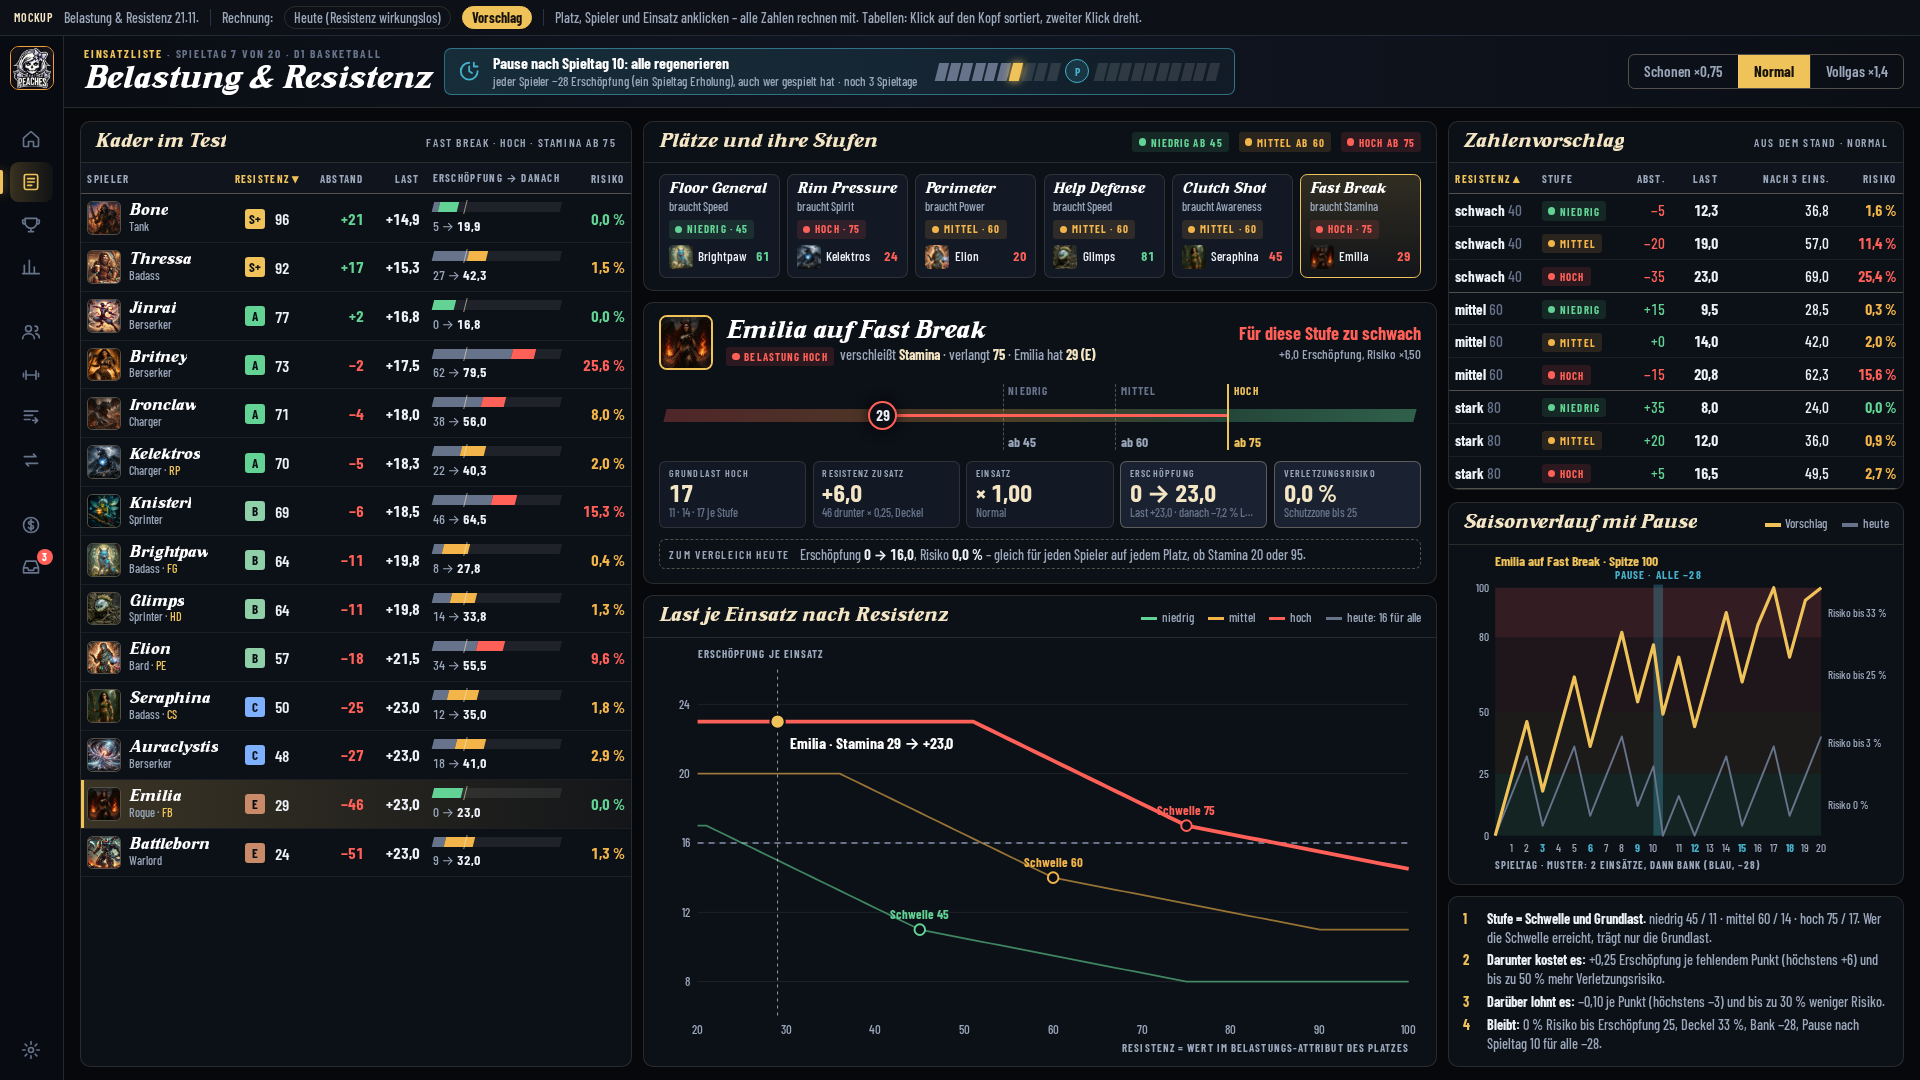 MOCKUP Belastung & Resistenz 21.11. Rechnung: Heute (Resistenz wirkungslos) Vorschlag Platz, Spieler und Einsatz anklicken – alle Zahlen rechnen mit. Tabellen: Klick auf den Kopf sortiert, zweiter Klick dreht.
EINSATZLISTE · SPIELTAG 7 VON 20 · D1 BASKETBALL
Belastung & Resistenz
Pause nach Spieltag 10: alle regenerieren
jeder Spieler −28 Erschöpfung (ein Spieltag Erholung), auch wer gespielt hat · noch 3 Spieltage
P
Schonen ×0,75 Normal Vollgas ×1,4
3
Kader im Test
FAST BREAK · HOCH · STAMINA AB 75
SPIELER RESISTENZ▼ ABSTAND LAST ERSCHÖPFUNG → DANACH RISIKO
Bone Tank S+ 96 +21 +14,9 5 → 19,9 0,0 %
Thressa Badass S+ 92 +17 +15,3 27 → 42,3 1,5 %
Jinrai Berserker A 77 +2 +16,8 0 → 16,8 0,0 %
Britney Berserker A 73 −2 +17,5 62 → 79,5 25,6 %
Ironclaw Charger A 71 −4 +18,0 38 → 56,0 8,0 %
Kelektros Charger · RP A 70 −5 +18,3 22 → 40,3 2,0 %
Knisterl Sprinter B 69 −6 +18,5 46 → 64,5 15,3 %
Brightpaw Badass · FG B 64 −11 +19,8 8 → 27,8 0,4 %
Glimps Sprinter · HD B 64 −11 +19,8 14 → 33,8 1,3 %
Elion Bard · PE B 57 −18 +21,5 34 → 55,5 9,6 %
Seraphina Badass · CS C 50 −25 +23,0 12 → 35,0 1,8 %
Auraclystis Berserker C 48 −27 +23,0 18 → 41,0 2,9 %
Emilia Rogue · FB E 29 −46 +23,0 0 → 23,0 0,0 %
Battleborn Warlord E 24 −51 +23,0 9 → 32,0 1,3 %
Plätze und ihre Stufen
NIEDRIG AB 45 MITTEL AB 60 HOCH AB 75
Floor General braucht Speed NIEDRIG · 45 Brightpaw 61
Rim Pressure braucht Spirit HOCH · 75 Kelektros 24
Perimeter braucht Power MITTEL · 60 Elion 20
Help Defense braucht Speed MITTEL · 60 Glimps 81
Clutch Shot braucht Awareness MITTEL · 60 Seraphina 45
Fast Break braucht Stamina HOCH · 75 Emilia 29
Emilia auf Fast Break
BELASTUNG HOCH verschleißt Stamina · verlangt 75 · Emilia hat 29 (E)
Für diese Stufe zu schwach
+6,0 Erschöpfung, Risiko ×1,50
NIEDRIG MITTEL HOCH
29
ab 45 ab 60 ab 75
GRUNDLAST HOCH 17 11 · 14 · 17 je Stufe
RESISTENZ ZUSATZ +6,0 46 drunter × 0,25, Deckel
EINSATZ × 1,00 Normal
ERSCHÖPFUNG 0 → 23,0 Last +23,0 · danach −7,2 % L...
VERLETZUNGSRISIKO 0,0 % Schutzzone bis 25
ZUM VERGLEICH HEUTE Erschöpfung 0 → 16,0, Risiko 0,0 % – gleich für jeden Spieler auf jedem Platz, ob Stamina 20 oder 95.
Last je Einsatz nach Resistenz
niedrig mittel hoch heute: 16 für alle
ERSCHÖPFUNG JE EINSATZ
24
Emilia · Stamina 29 → +23,0
20
Schwelle 75
16
Schwelle 60
12
Schwelle 45
8
20 30 40 50 60 70 80 90 100
RESISTENZ = WERT IM BELASTUNGS-ATTRIBUT DES PLATZES
Zahlenvorschlag
AUS DEM STAND · NORMAL
RESISTENZ▲ STUFE ABST. LAST NACH 3 EINS. RISIKO
schwach 40 NIEDRIG −5 12,3 36,8 1,6 %
schwach 40 MITTEL −20 19,0 57,0 11,4 %
schwach 40 HOCH −35 23,0 69,0 25,4 %
mittel 60 NIEDRIG +15 9,5 28,5 0,3 %
mittel 60 MITTEL +0 14,0 42,0 2,0 %
mittel 60 HOCH −15 20,8 62,3 15,6 %
stark 80 NIEDRIG +35 8,0 24,0 0,0 %
stark 80 MITTEL +20 12,0 36,0 0,9 %
stark 80 HOCH +5 16,5 49,5 2,7 %
Saisonverlauf mit Pause
Vorschlag heute
Emilia auf Fast Break · Spitze 100
PAUSE · ALLE −28
100
Risiko bis 33 %
80
Risiko bis 25 %
50
Risiko bis 3 %
25
Risiko 0 %
0
1 2 3 4 5 6 7 8 9 10 11 12 13 14 15 16 17 18 19 20
SPIELTAG · MUSTER: 2 EINSÄTZE, DANN BANK (BLAU, −28)
1 Stufe = Schwelle und Grundlast. niedrig 45 / 11 · mittel 60 / 14 · hoch 75 / 17. Wer
die Schwelle erreicht, trägt nur die Grundlast.
2 Darunter kostet es: +0,25 Erschöpfung je fehlendem Punkt (höchstens +6) und
bis zu 50 % mehr Verletzungsrisiko.
3 Darüber lohnt es: −0,10 je Punkt (höchstens −3) und bis zu 30 % weniger Risiko.
4 Bleibt: 0 % Risiko bis Erschöpfung 25, Deckel 33 %, Bank −28, Pause nach
Spieltag 10 für alle −28.